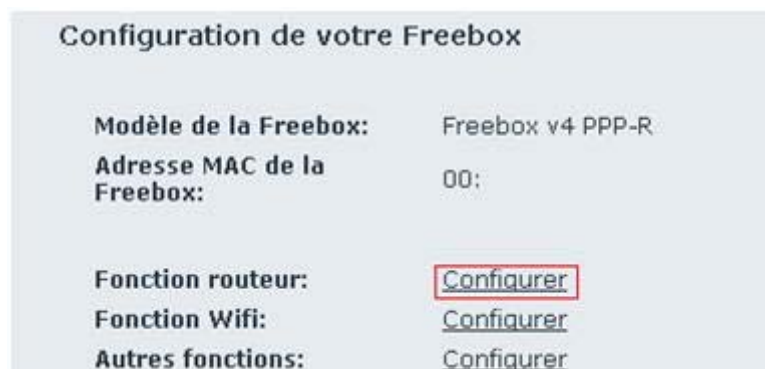 Configuration de votre Freebox
Modèle de la Freebox: Freebox v4 PPP-R
Adresse MAC de la
Freebox: 00:
Fonction routeur: Configurer
Fonction Wifi: Configurer
Autres fonctions: Configurer